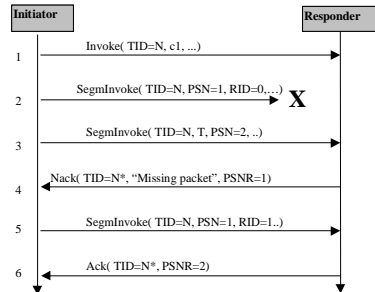 Initiator
Responder
Invoke( TID=N, c1, ...)
1
SegmInvoke( TID=N, PSN=1, RID=0,…)
2
X
SegmInvoke( TID=N, T, PSN=2, ..)
3
Nack( TID=N*, “Missing packet”, PSNR=1)
4
SegmInvoke( TID=N, PSN=1, RID=1..)
5
Ack( TID=N*, PSNR=2)
6